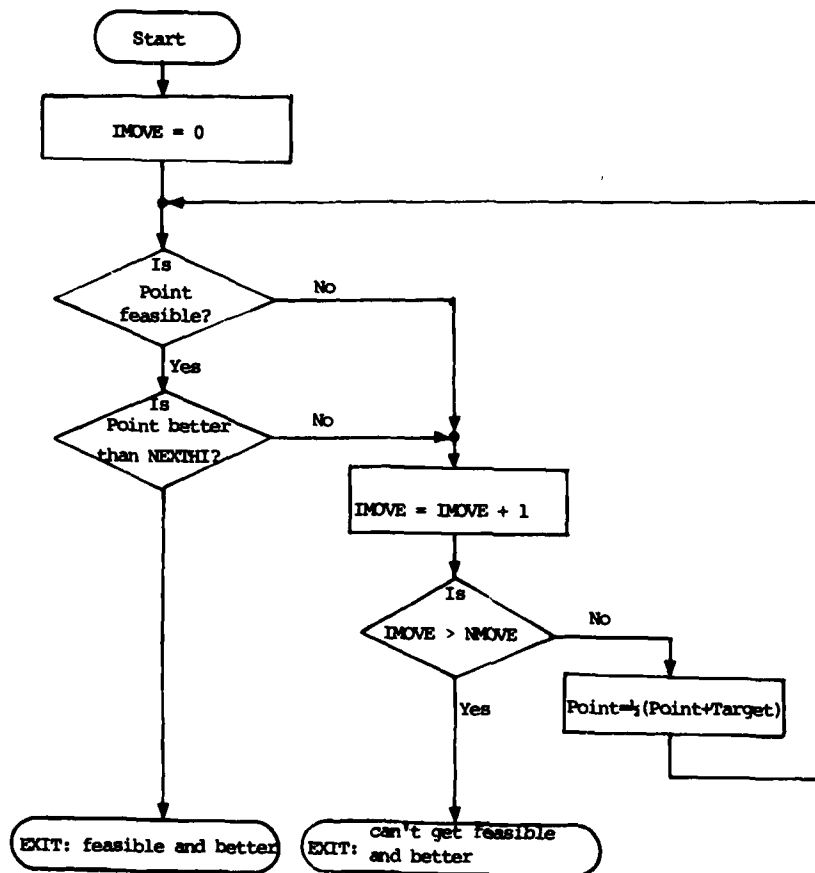 Start
IMOVE = 0
Is
Point
feasible?
No
Yes
Is
Point better
than NEXTHI?
No
IMOVE = IMOVE + 1
Is
IMOVE > NMOVE
No
Yes
Point=½(Point+Target)
EXIT: feasible and better
EXIT: can't get feasible
and better